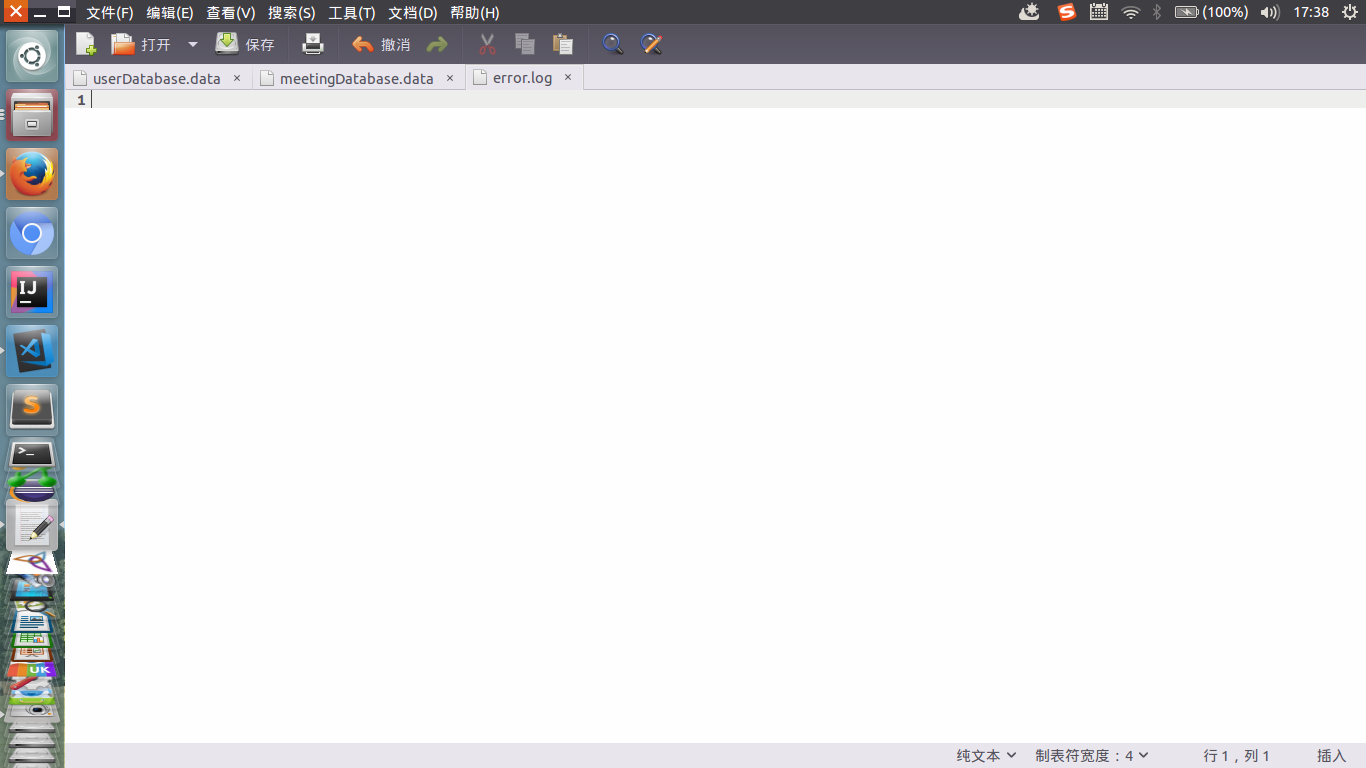 文件(F) 编辑(E) 查看(V) 搜索(S) 工具(T) 文档(D) 帮助(H) (100%) 17:38
打开 保存 撤消
userDatabase.data × meetingDatabase.data × error.log ×
1
IJ
S
>_
UK
纯文本 制表符宽度：4 行 1，列 1 插入